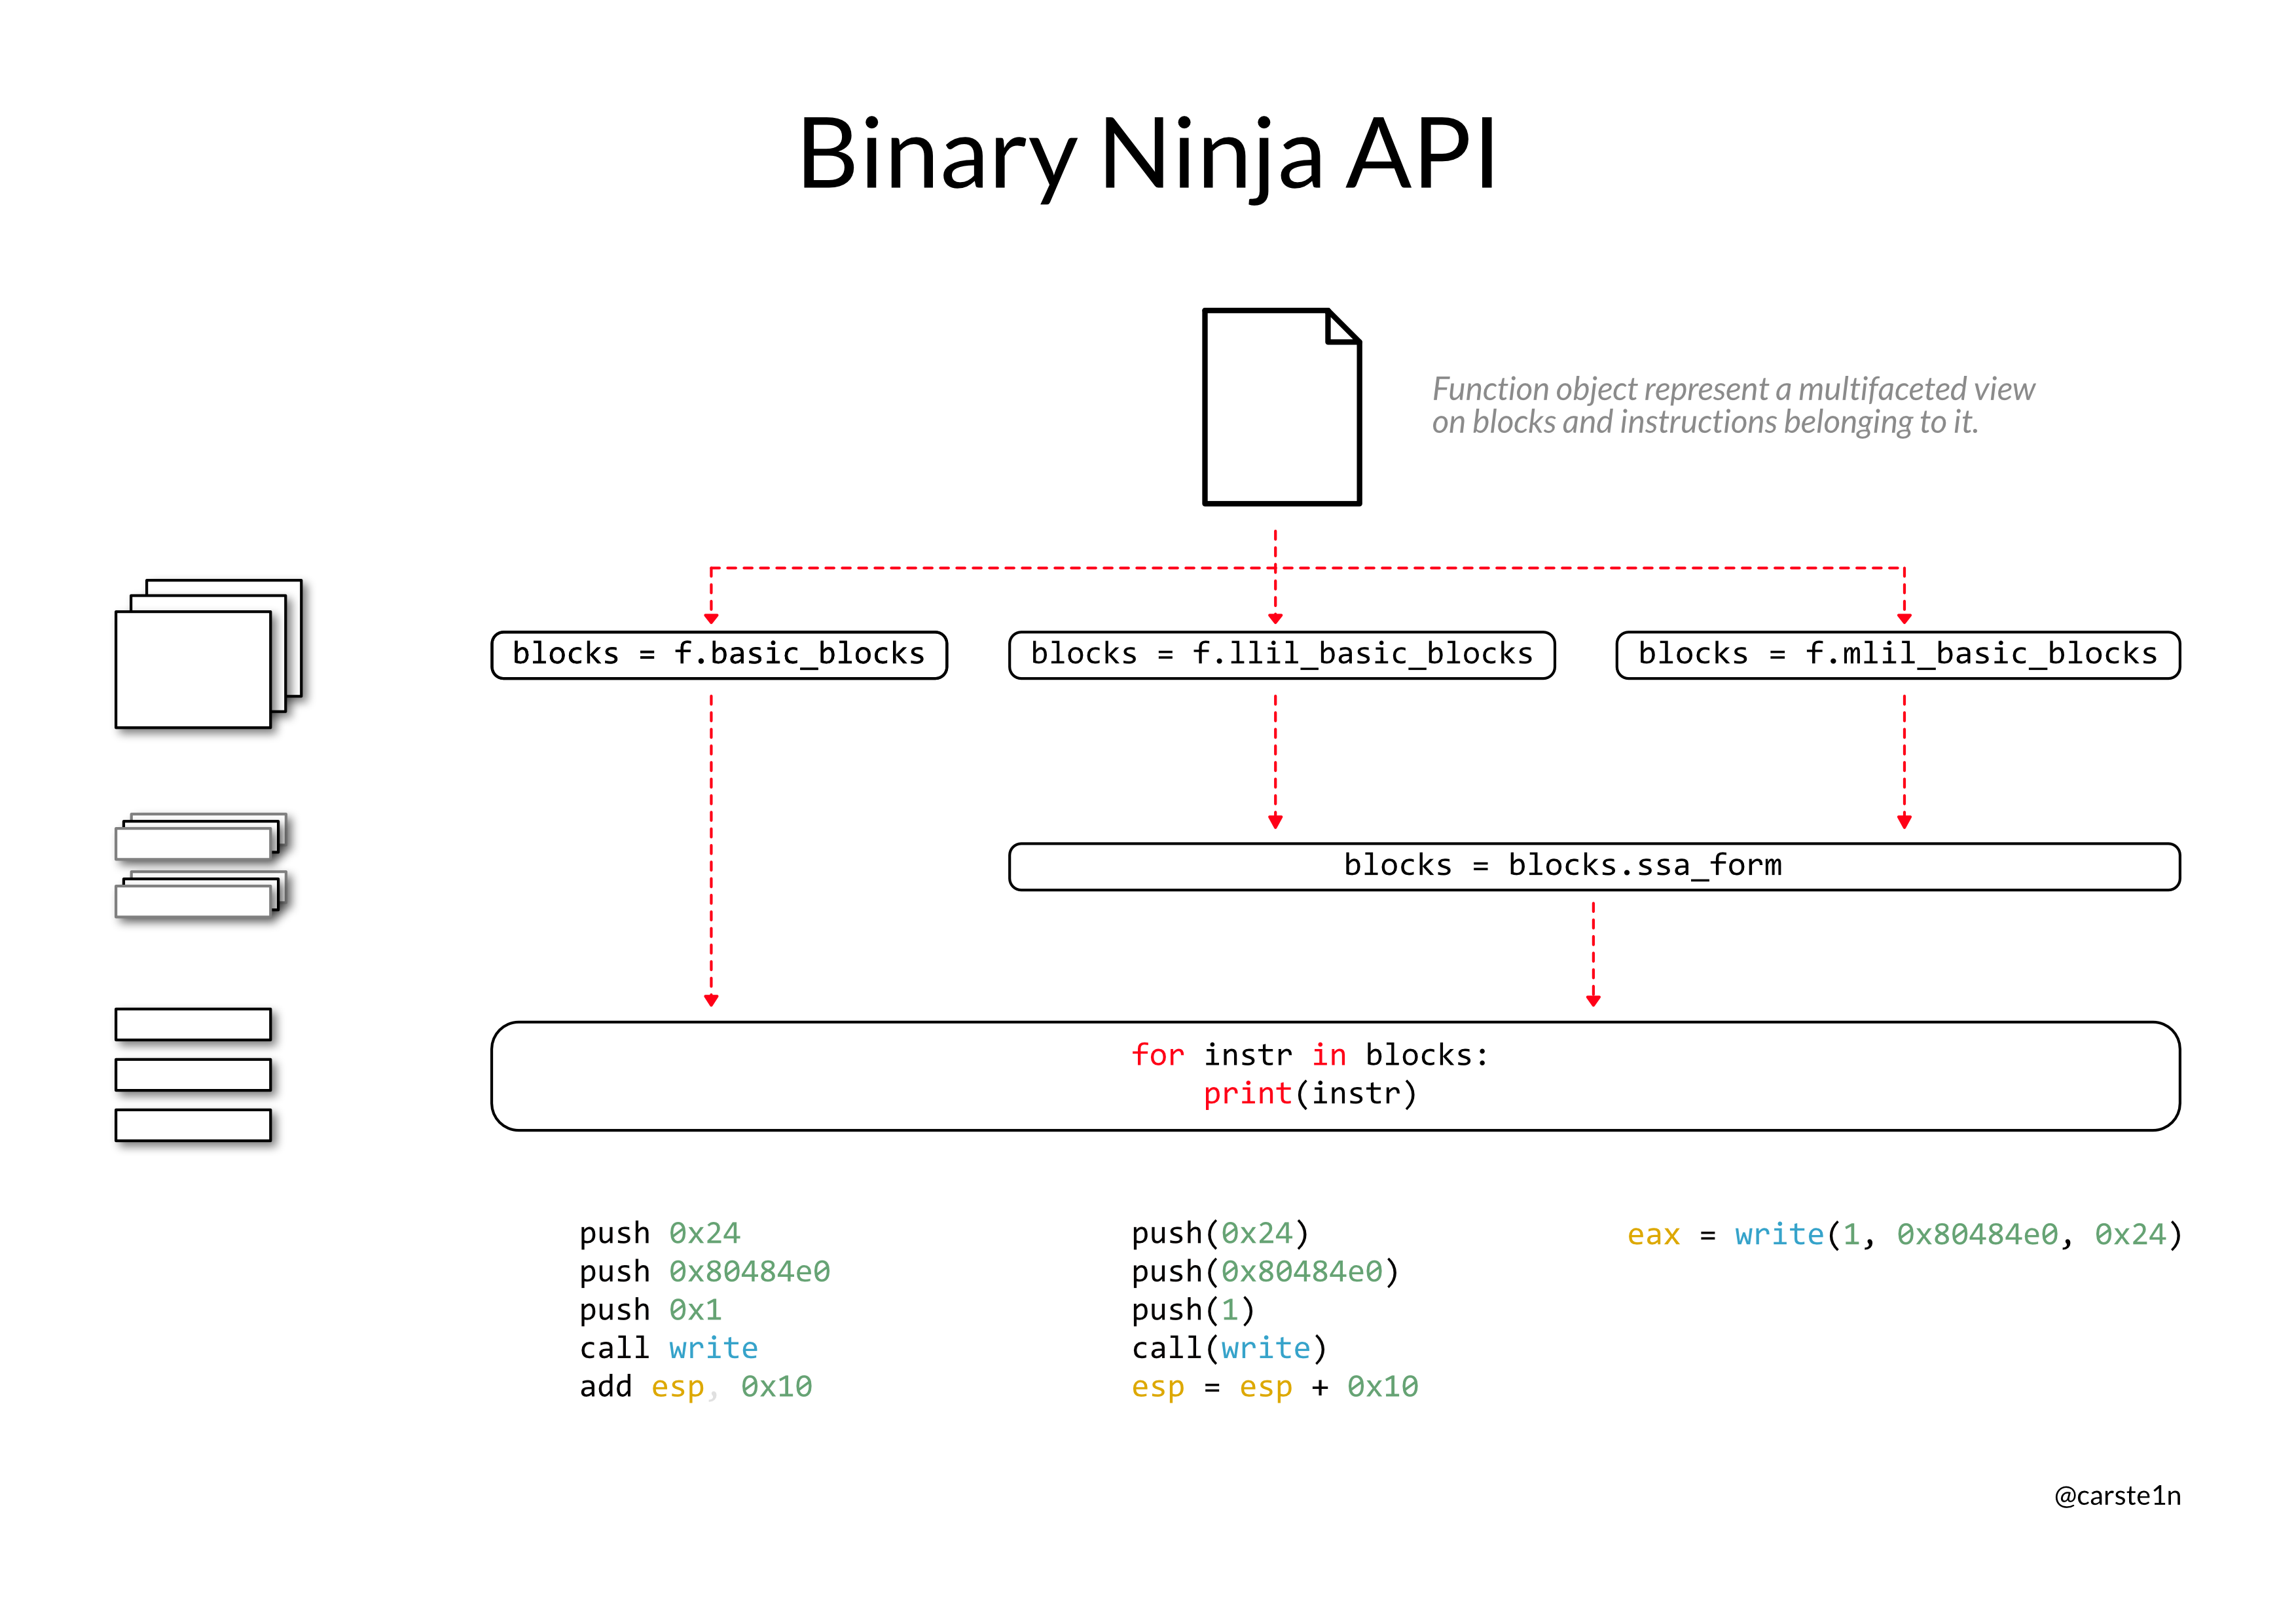 Binary Ninja API
Function object represent a multifaceted view
on blocks and instructions belonging to it.
blocks = f.basic_blocks
blocks = f.llil_basic_blocks
blocks = f.mlil_basic_blocks
blocks = blocks.ssa_form
for instr in blocks:
    print(instr)
push 0x24
push 0x80484e0
push 0x1
call write
add esp, 0x10
push(0x24)
push(0x80484e0)
push(1)
call(write)
esp = esp + 0x10
eax = write(1, 0x80484e0, 0x24)
@carste1n